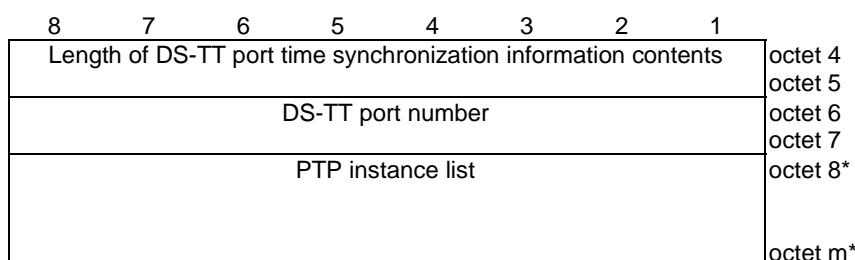 8 7 6 5 4 3 2 1
Length of DS-TT port time synchronization information contents octet 4
octet 5
DS-TT port number octet 6
octet 7
PTP instance list octet 8*
octet m*